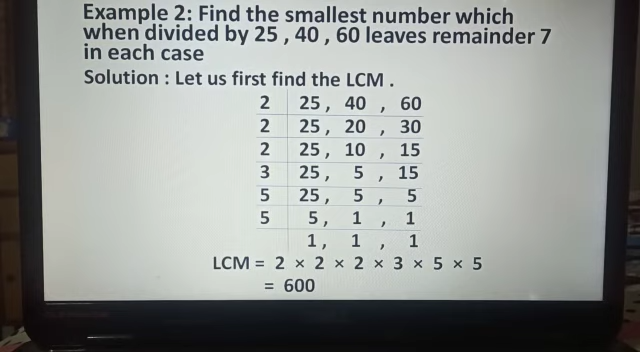 Example 2: Find the smallest number which
when divided by 25 , 40 , 60 leaves remainder 7
in each case
Solution : Let us first find the LCM .
2 25 , 40 , 60
2 25 , 20 , 30
2 25 , 10 , 15
3 25 , 5 , 15
5 25 , 5 , 5
5 5 , 1 , 1
1 , 1 , 1
LCM = 2 × 2 × 2 × 3 × 5 × 5
= 600